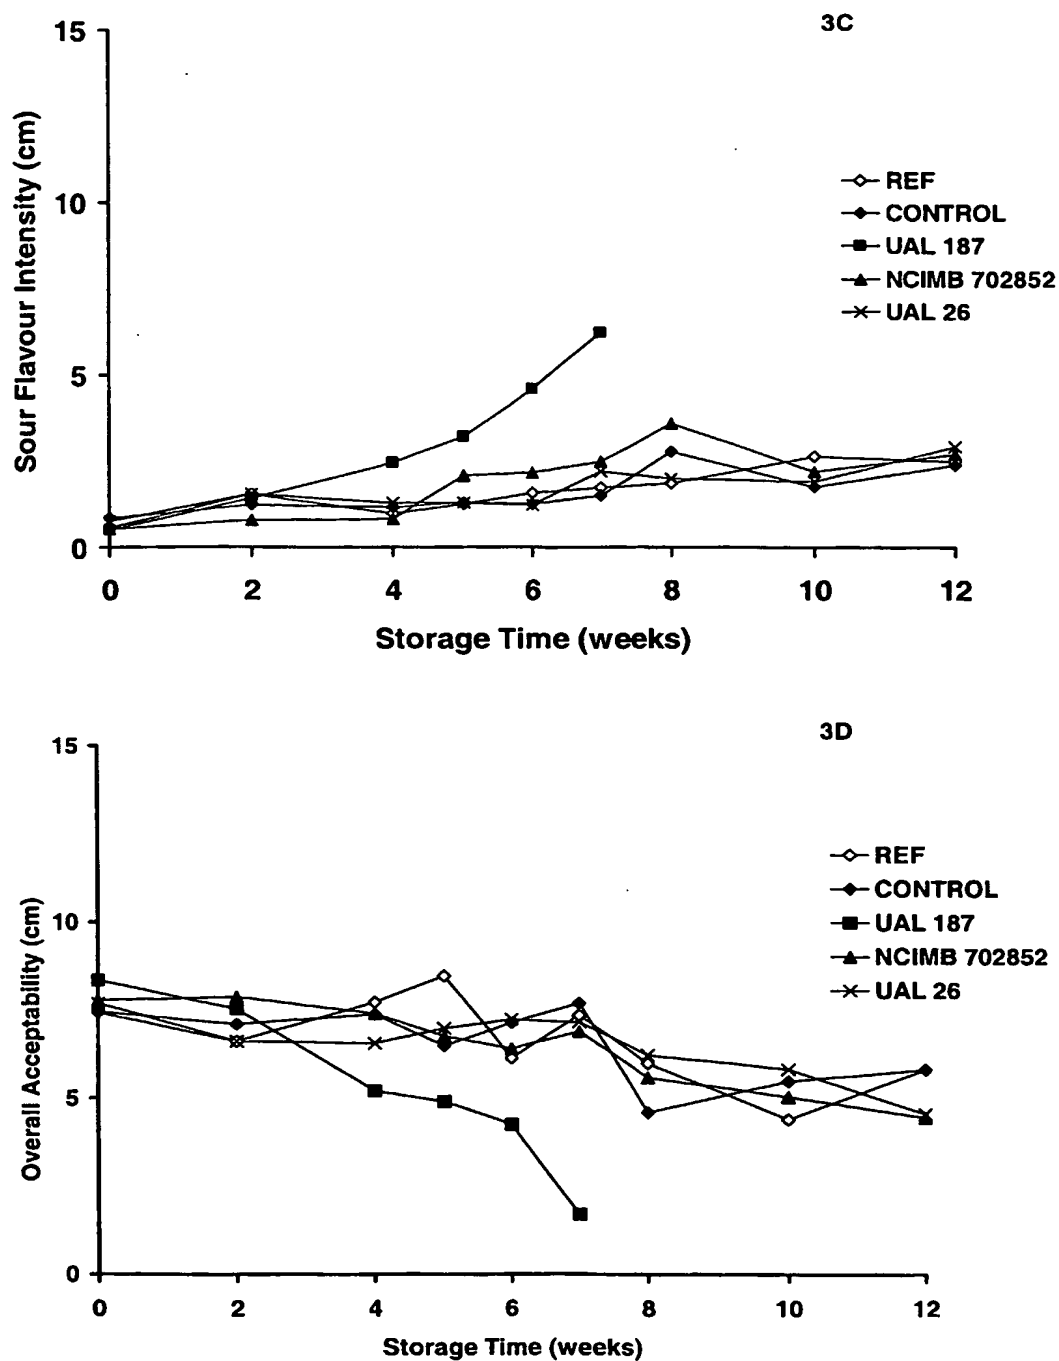 3C
15
10
5
0
Sour Flavour Intensity (cm)
REF
CONTROL
UAL 187
NCIMB 702852
UAL 26
0 2 4 6 8 10 12
Storage Time (weeks)
3D
15
10
5
0
Overall Acceptability (cm)
REF
CONTROL
UAL 187
NCIMB 702852
UAL 26
0 2 4 6 8 10 12
Storage Time (weeks)